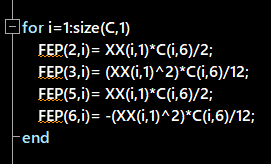 for i=1:size(C,1)
FEP(2,i)= XX(i,1)*C(i,6)/2;
FEP(3,i)= (XX(i,1)^2)*C(i,6)/12;
FEP(5,i)= XX(i,1)*C(i,6)/2;
FEP(6,i)= -(XX(i,1)^2)*C(i,6)/12;
end